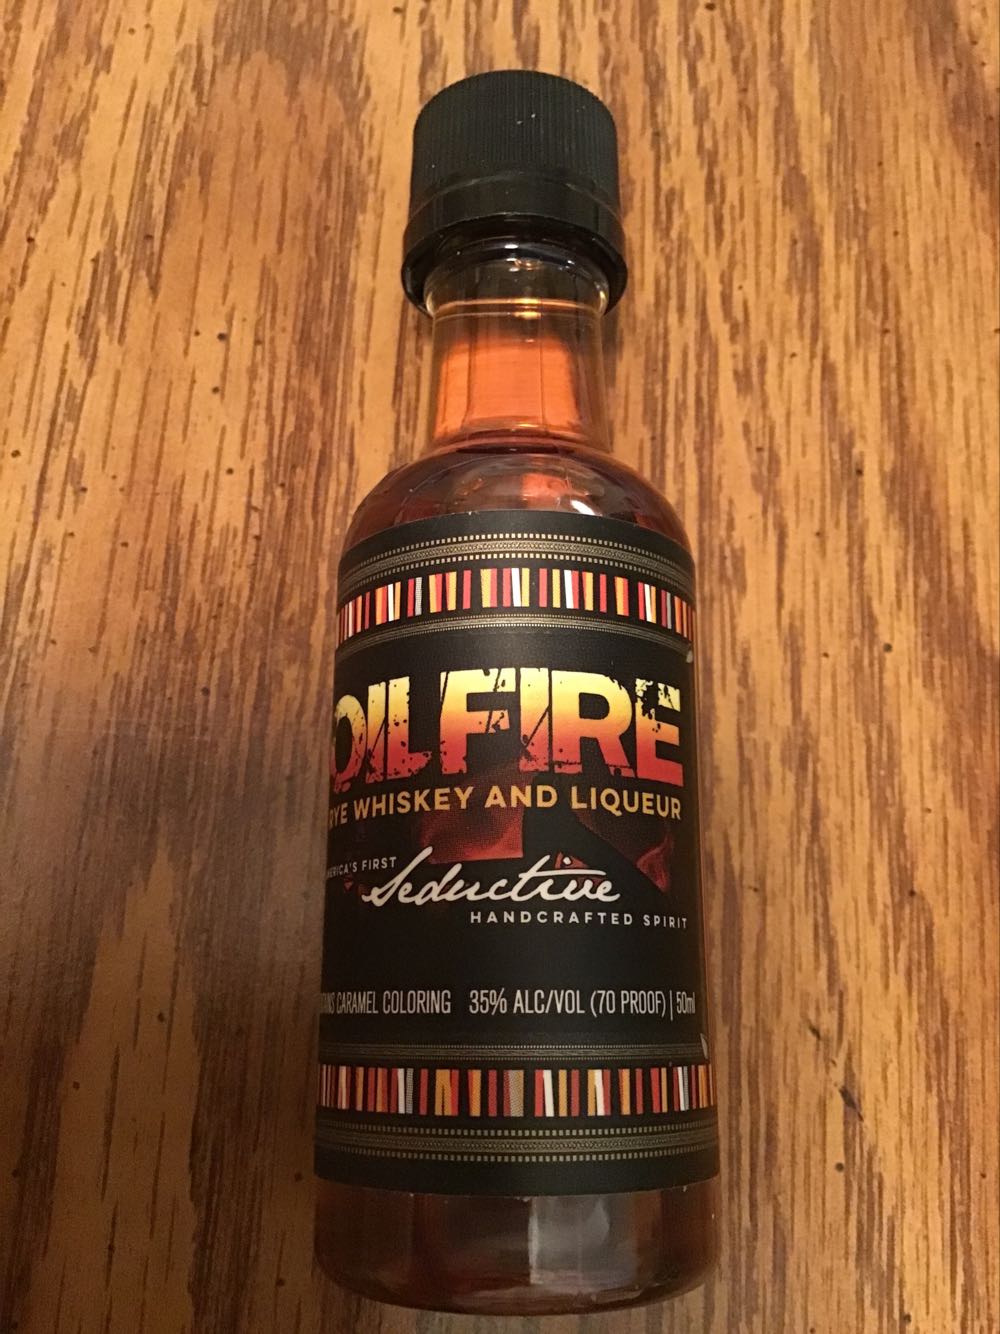 OILFIRE
RYE WHISKEY AND LIQUEUR
AMERICA'S FIRST
Seductive
HANDCRAFTED SPIRIT
CARAMEL COLORING 35% ALC/VOL (70 PROOF) | 50ml